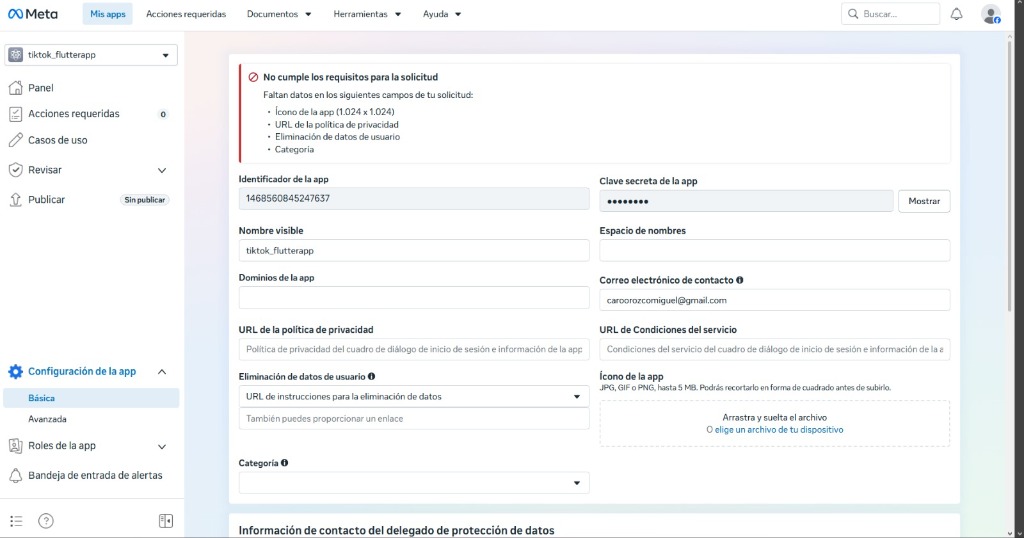 Meta
Mis apps
Acciones requeridas
Documentos
Herramientas
Ayuda
Buscar...
tiktok_flutterapp
Panel
Acciones requeridas 0
Casos de uso
Revisar
Publicar Sin publicar
Configuración de la app
Básica
Avanzada
Roles de la app
Bandeja de entrada de alertas
No cumple los requisitos para la solicitud
Faltan datos en los siguientes campos de tu solicitud:
• Ícono de la app (1.024 x 1.024)
• URL de la política de privacidad
• Eliminación de datos de usuario
• Categoría
Identificador de la app
1468560845247637
Clave secreta de la app
●●●●●●●●
Mostrar
Nombre visible
tiktok_flutterapp
Espacio de nombres
Dominios de la app
Correo electrónico de contacto
caroorozcomiguel@gmail.com
URL de la política de privacidad
Política de privacidad del cuadro de diálogo de inicio de sesión e información de la app
URL de Condiciones del servicio
Condiciones del servicio del cuadro de diálogo de inicio de sesión e información de la a
Eliminación de datos de usuario
URL de instrucciones para la eliminación de datos
También puedes proporcionar un enlace
Ícono de la app
JPG, GIF o PNG, hasta 5 MB. Podrás recortarlo en forma de cuadrado antes de subirlo.
Arrastra y suelta el archivo
O elige un archivo de tu dispositivo
Categoría
Información de contacto del delegado de protección de datos